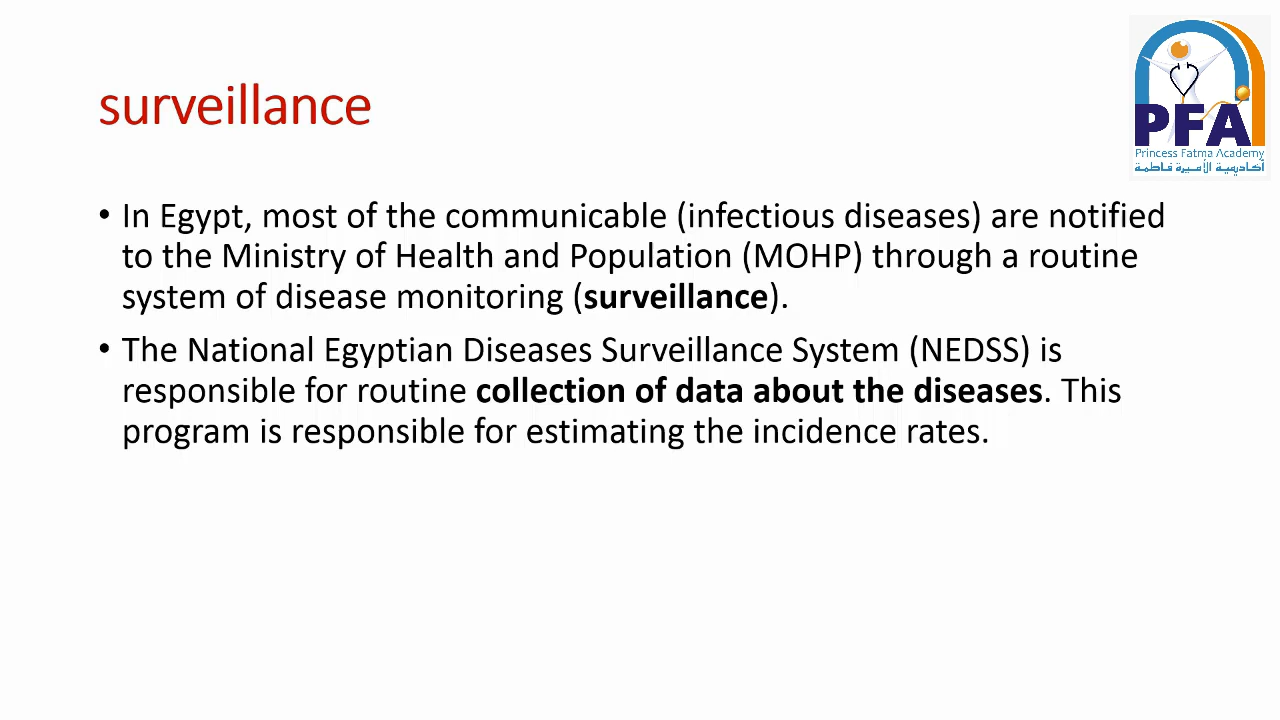 surveillance
PFA
Princess Fatma Academy
أكاديمية الأميرة فاطمة
• In Egypt, most of the communicable (infectious diseases) are notified
to the Ministry of Health and Population (MOHP) through a routine
system of disease monitoring (surveillance).
• The National Egyptian Diseases Surveillance System (NEDSS) is
responsible for routine collection of data about the diseases. This
program is responsible for estimating the incidence rates.